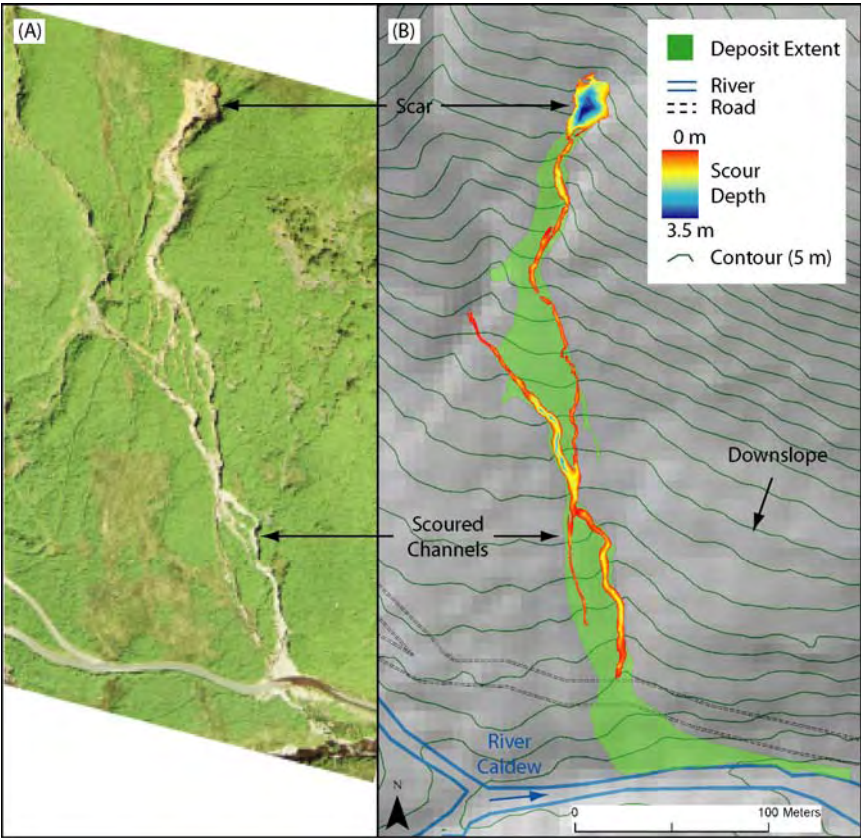 (A)
(B)
Scar
Deposit Extent
River
Road
0 m
Scour
Depth
3.5 m
Contour (5 m)
Downslope
Scoured
Channels
River
Caldew
N
0
100 Meters